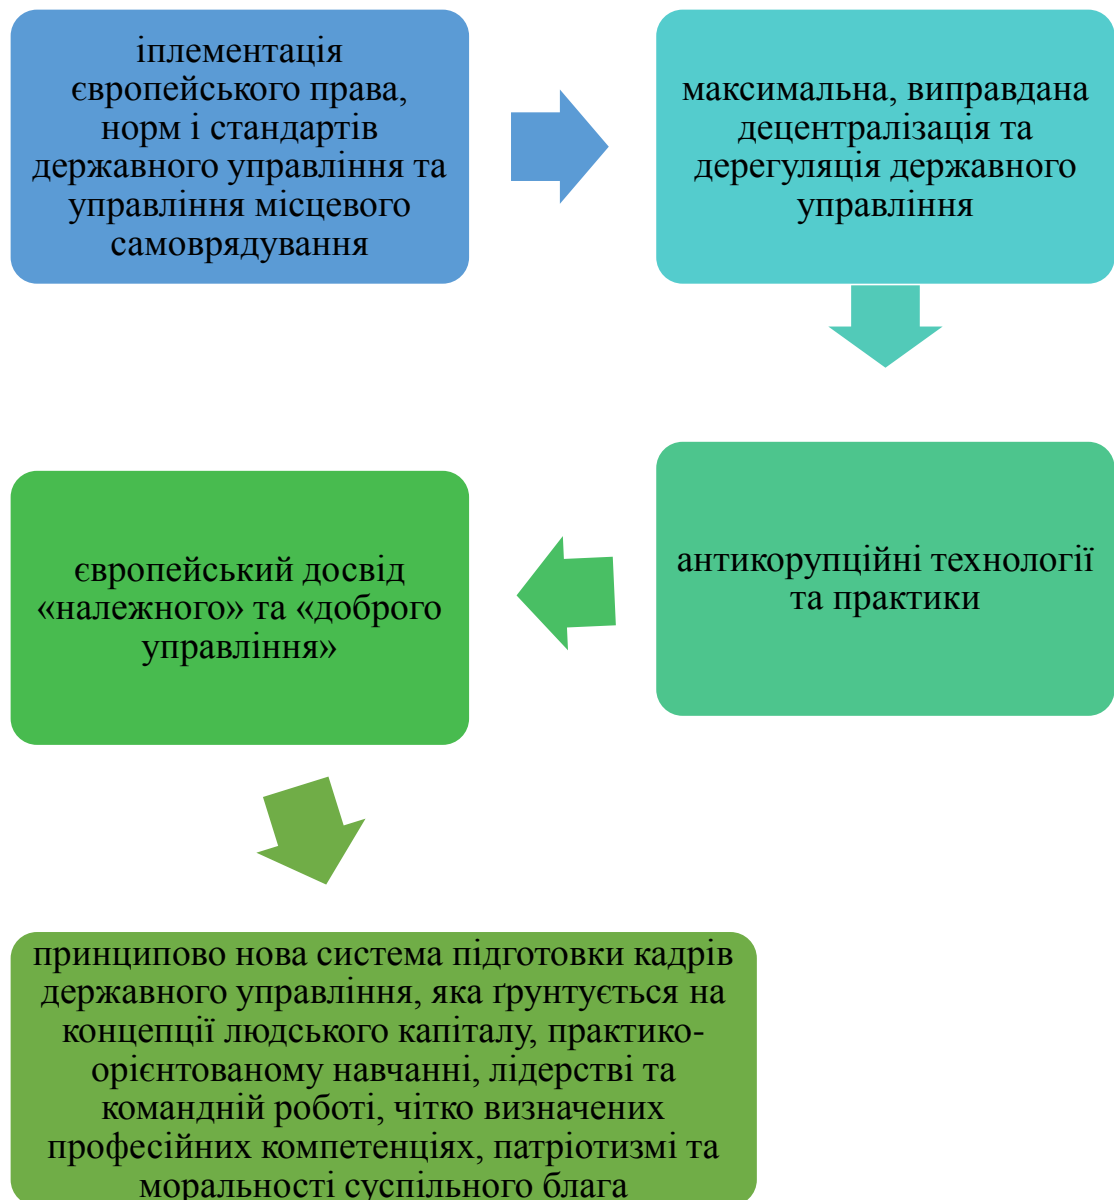 іплементація
європейського права,
норм і стандартів
державного управління та
управління місцевого
самоврядування
максимальна, виправдана
децентралізація та
дерегуляція державного
управління
антикорупційні технології
та практики
європейський досвід
«належного» та «доброго
управління»
принципово нова система підготовки кадрів
державного управління, яка ґрунтується на
концепції людського капіталу, практико-
орієнтованому навчанні, лідерстві та
командній роботі, чітко визначених
професійних компетенціях, патріотизмі та
моральності суспільного блага